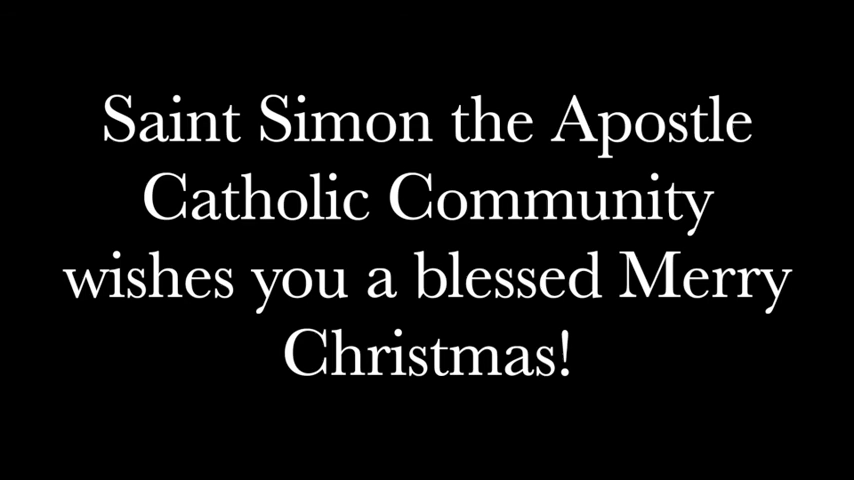 Saint Simon the Apostle
Catholic Community
wishes you a blessed Merry
Christmas!